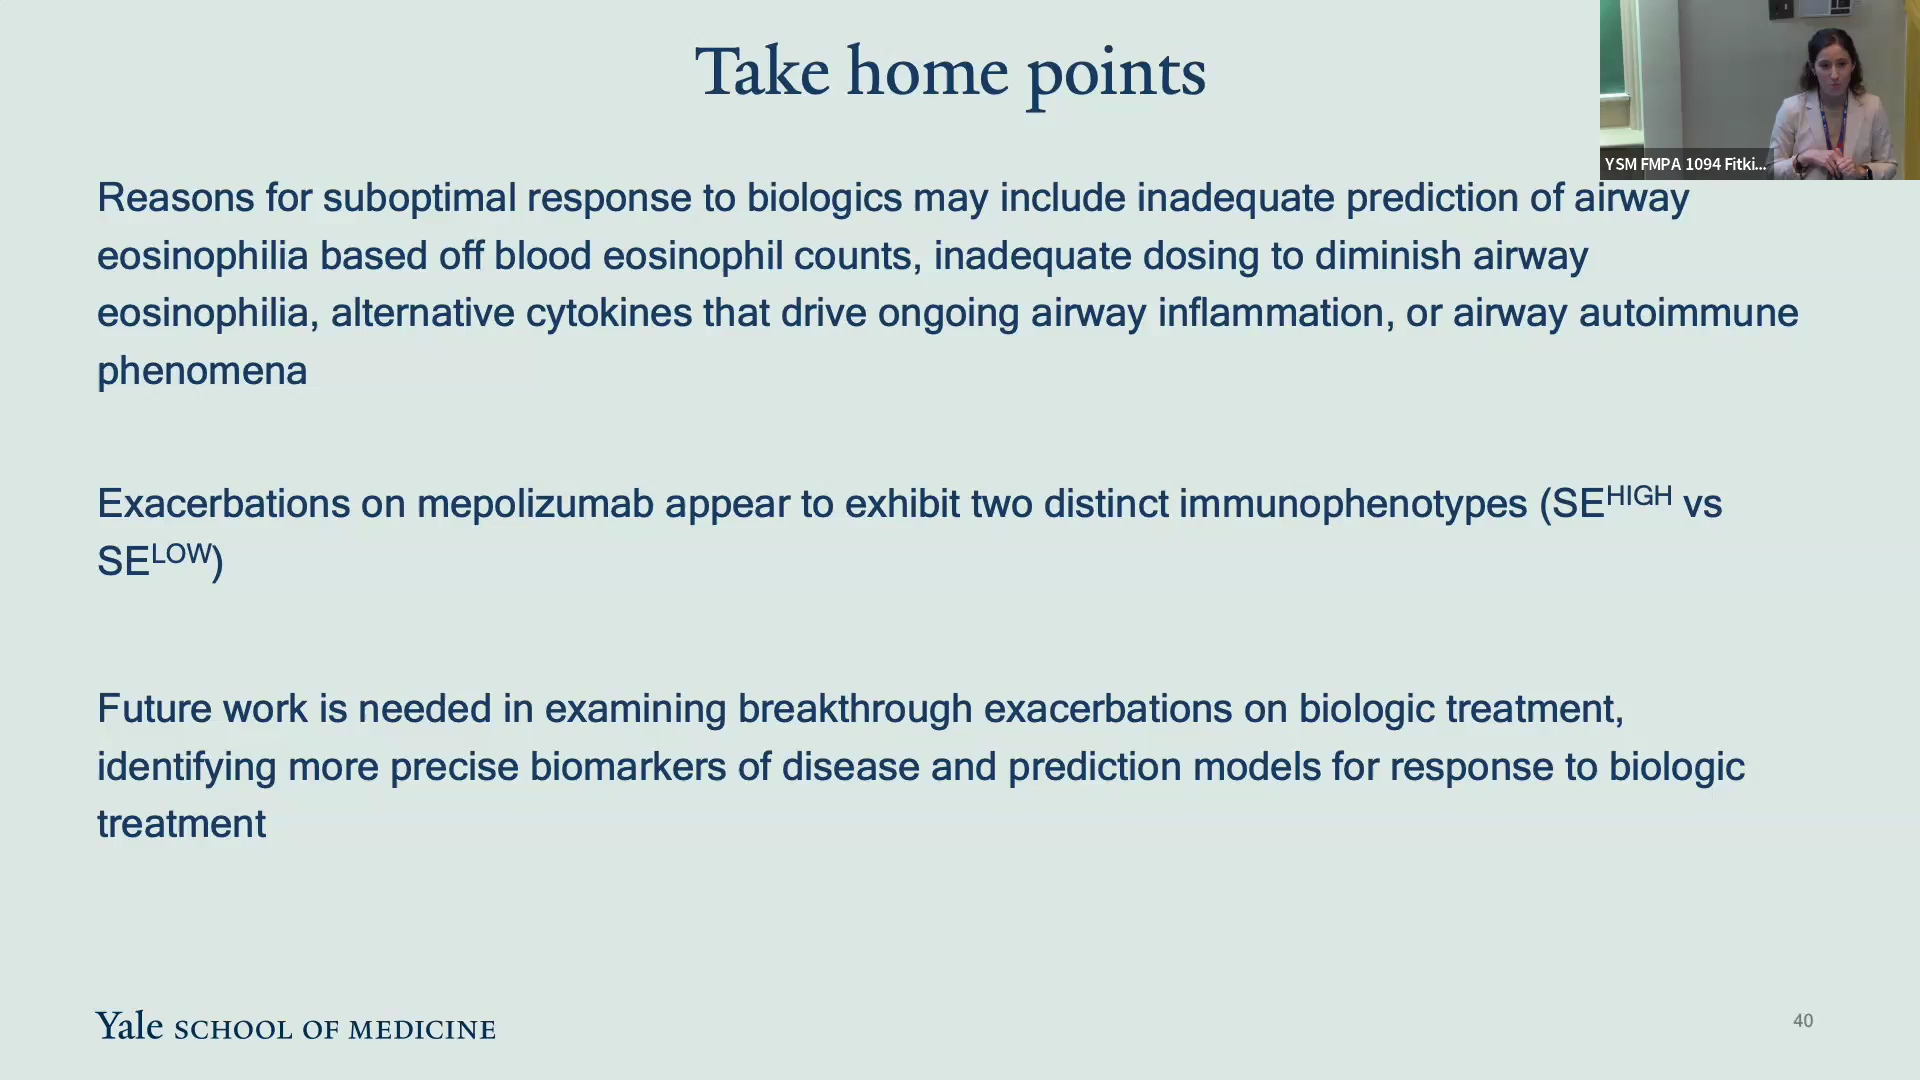 Take home points
YSM FMPA 1094 Fitki...
Reasons for suboptimal response to biologics may include inadequate prediction of airway
eosinophilia based off blood eosinophil counts, inadequate dosing to diminish airway
eosinophilia, alternative cytokines that drive ongoing airway inflammation, or airway autoimmune
phenomena
Exacerbations on mepolizumab appear to exhibit two distinct immunophenotypes (SEHIGH vs
SELOW)
Future work is needed in examining breakthrough exacerbations on biologic treatment,
identifying more precise biomarkers of disease and prediction models for response to biologic
treatment
Yale SCHOOL OF MEDICINE
40